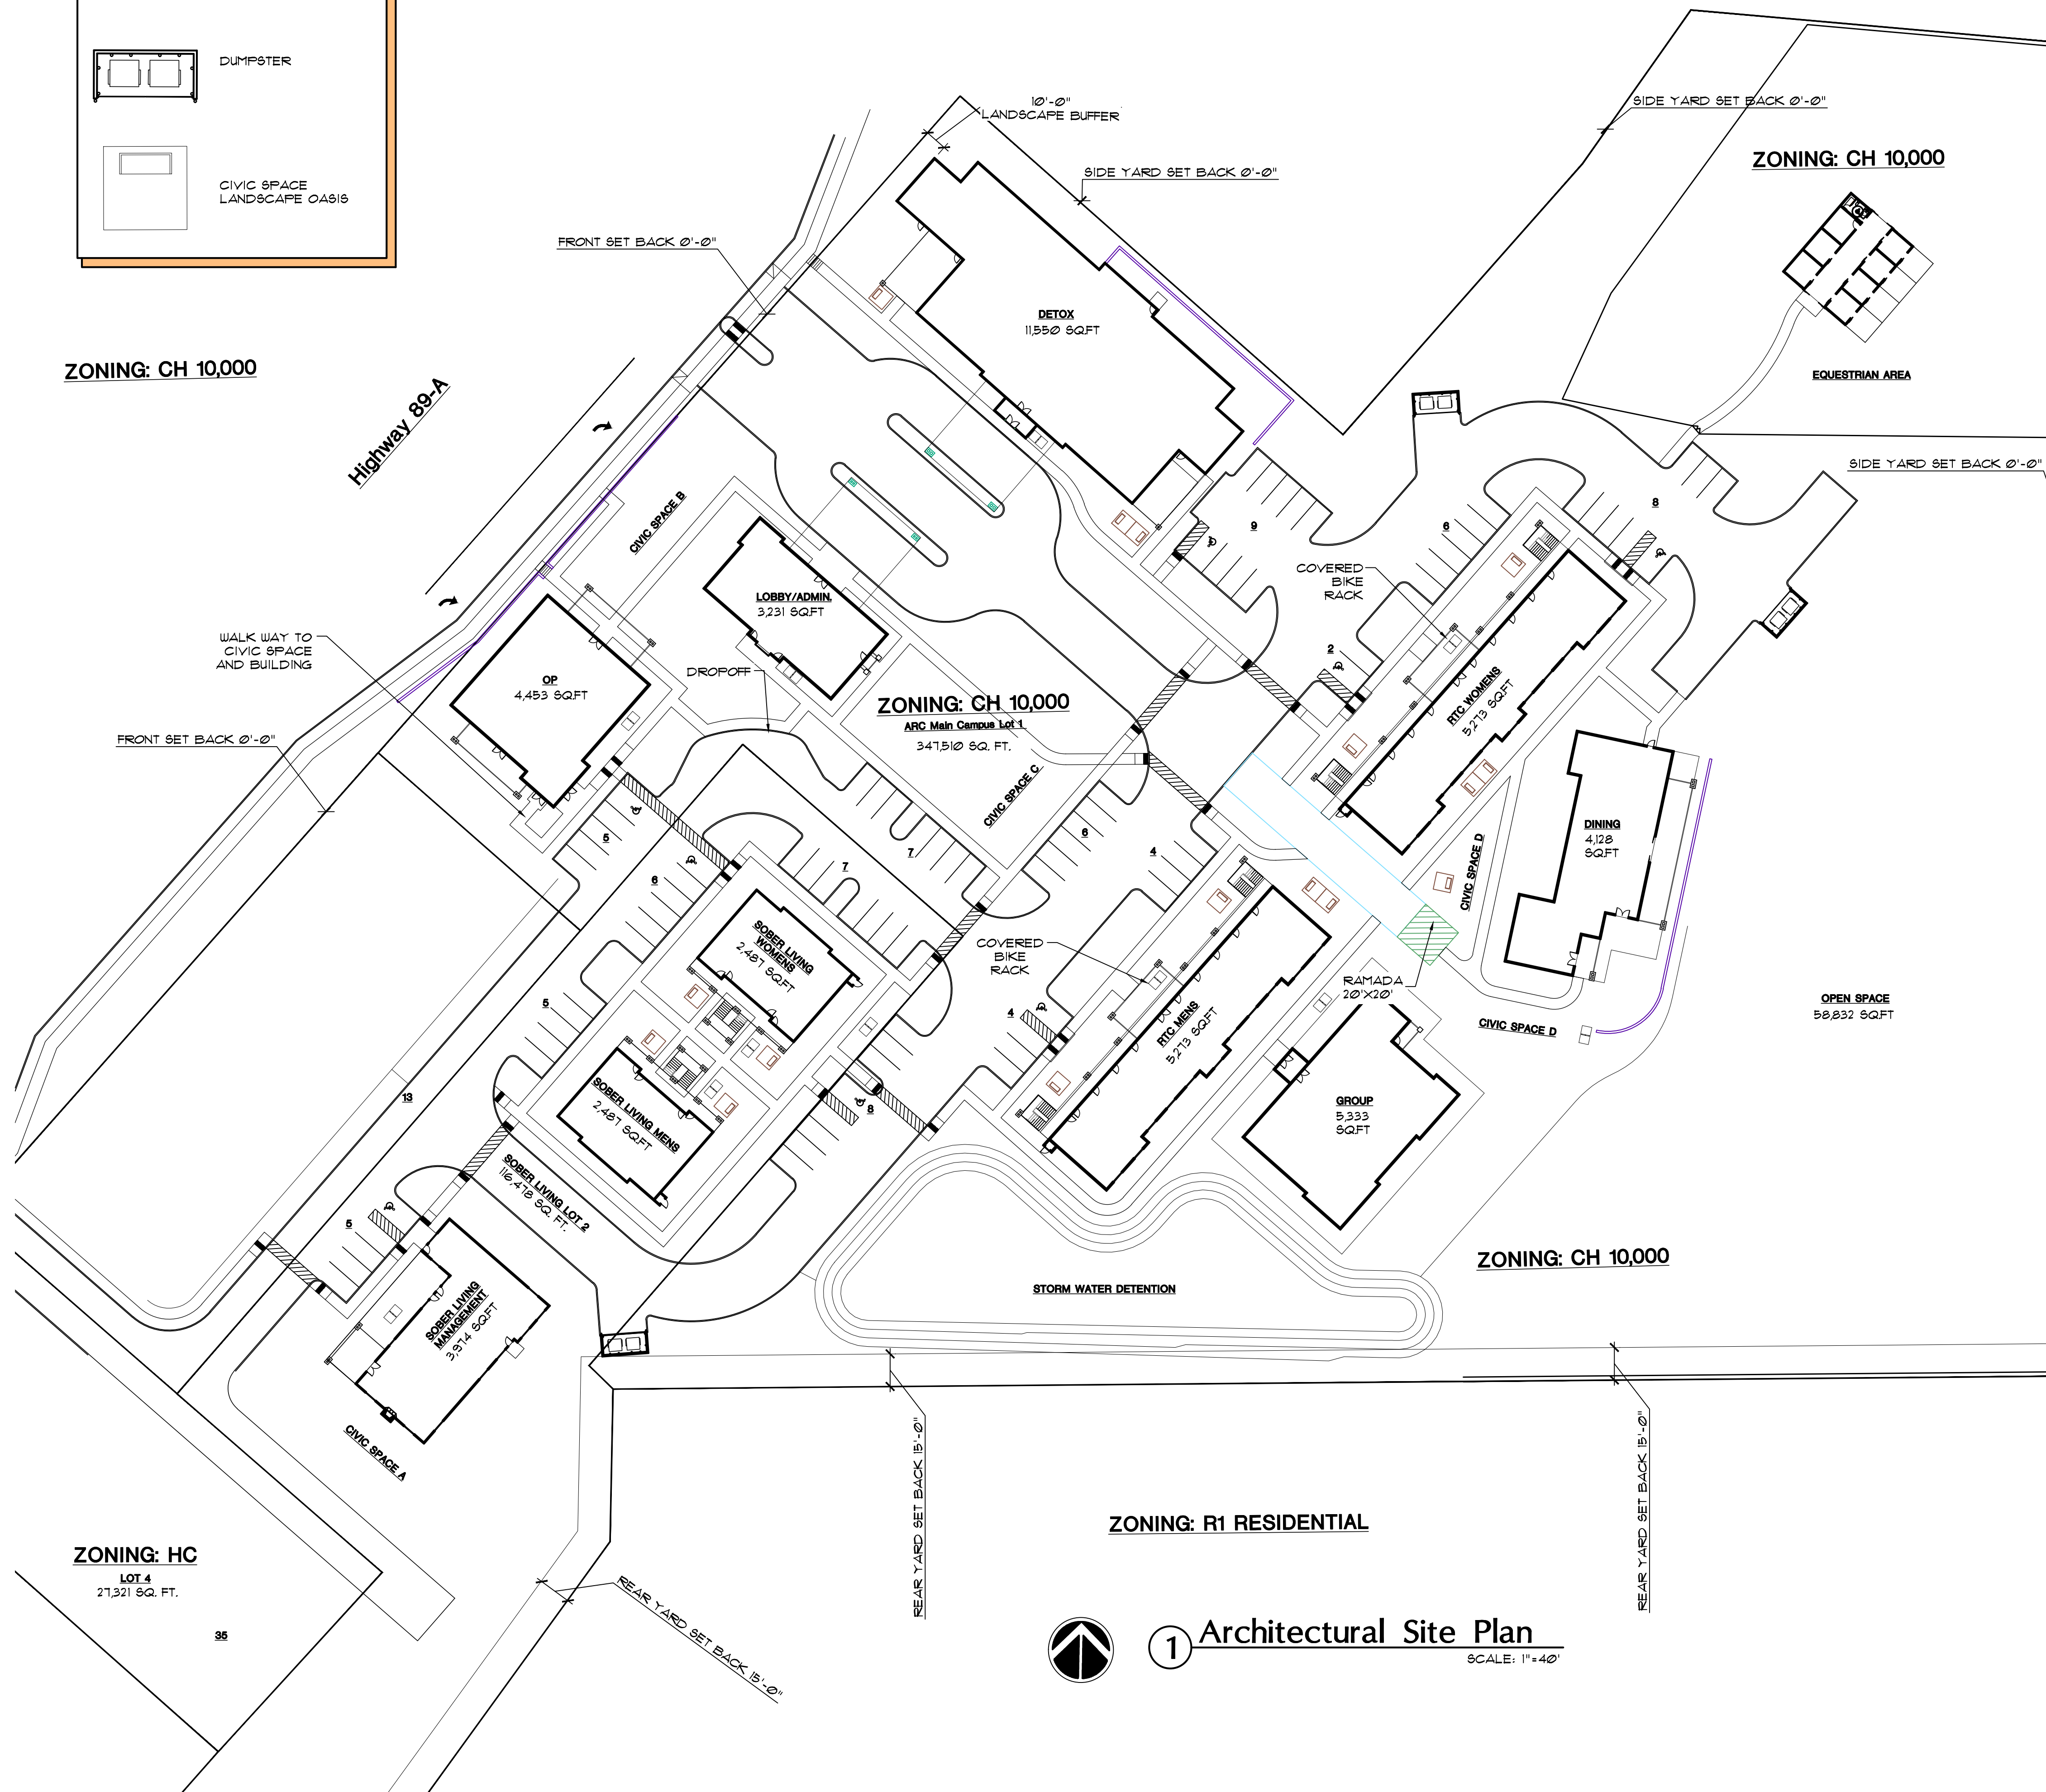 DUMPSTER
CIVIC SPACE
LANDSCAPE OASIS
10'-0"
LANDSCAPE BUFFER
SIDE YARD SET BACK 0'-0"
SIDE YARD SET BACK 0'-0"
ZONING: CH 10,000
FRONT SET BACK 0'-0"
DETOX
11,550 SQ.FT
ZONING: CH 10,000
Highway 89-A
EQUESTRIAN AREA
SIDE YARD SET BACK 0'-0"
CIVIC SPACE B
9
6
8
COVERED
BIKE
RACK
LOBBY/ADMIN.
3,231 SQ.FT
WALK WAY TO
CIVIC SPACE
AND BUILDING
DROPOFF
OP
4,453 SQ.FT
2
RTC WOMENS
5,273 SQ.FT
ZONING: CH 10,000
ARC Main Campus Lot 1
347,510 SQ. FT.
FRONT SET BACK 0'-0"
CIVIC SPACE C
5
6
7
7
6
4
DINING
4,128
SQ.FT
CIVIC SPACE D
SOBER LIVING
WOMENS
2,487 SQ.FT
COVERED
BIKE
RACK
RAMADA
20'X20'
5
4
RTC MENS
5,273 SQ.FT
CIVIC SPACE D
OPEN SPACE
58,832 SQ.FT
13
SOBER LIVING MENS
2,487 SQ.FT
8
GROUP
5,333
SQ.FT
SOBER LIVING LOT 2
116,478 SQ. FT.
5
SOBER LIVING
MANAGEMENT
3,974 SQ.FT
STORM WATER DETENTION
ZONING: CH 10,000
CIVIC SPACE A
REAR YARD SET BACK 15'-0"
REAR YARD SET BACK 15'-0"
ZONING: R1 RESIDENTIAL
ZONING: HC
LOT 4
27,321 SQ. FT.
35
REAR YARD SET BACK 15'-0"
1
Architectural Site Plan
SCALE: 1"=40'